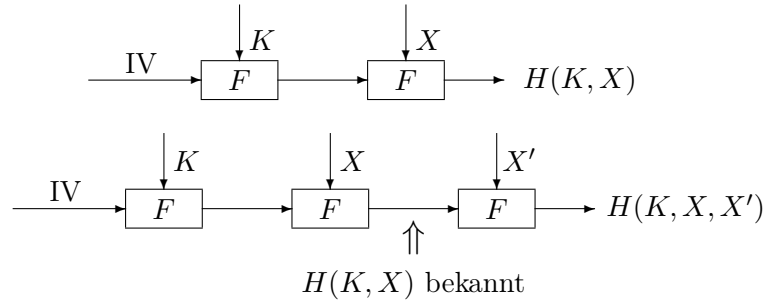 K X
IV F F H(K, X)
K X X′
IV F F F H(K, X, X′)
⇑
H(K, X) bekannt